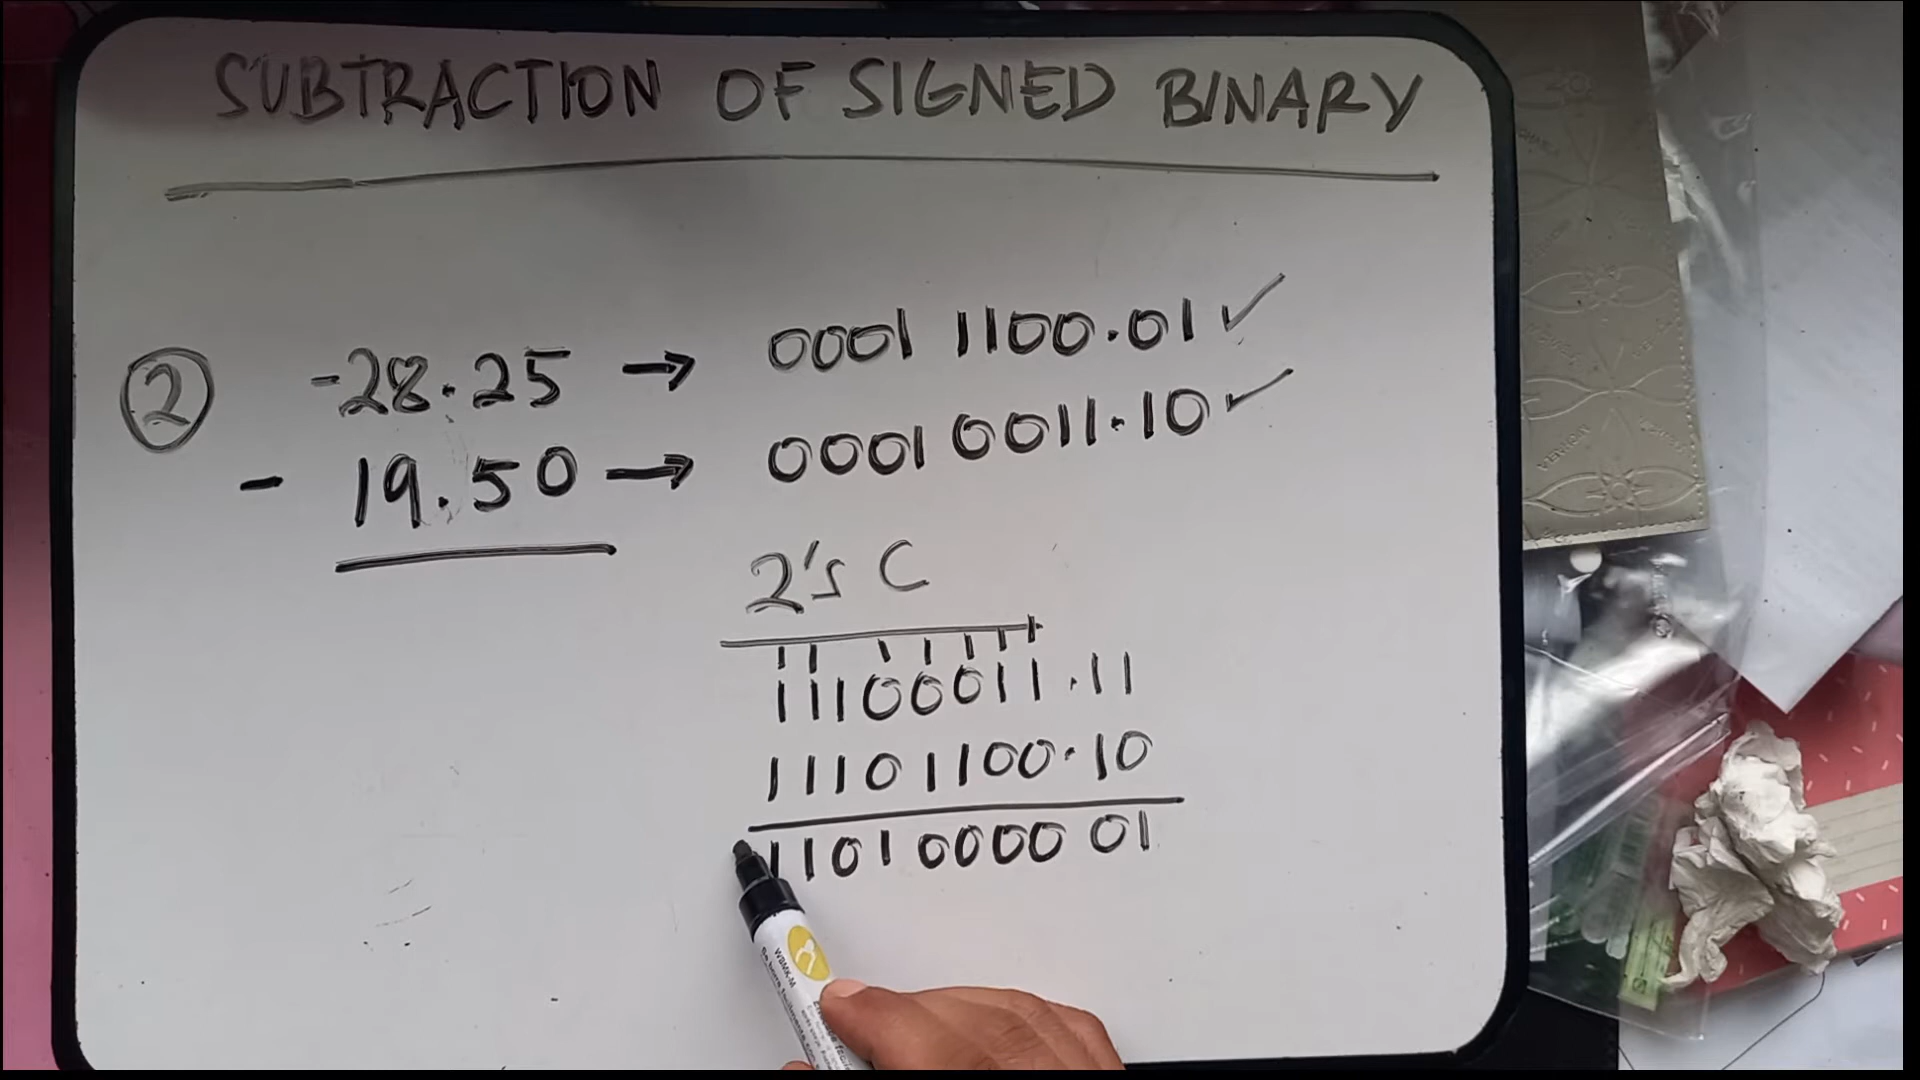 SUBTRACTION OF SIGNED BINARY
2 -28.25 → 0001 1100.01 ✓
- 19.50 → 0001 0011.10 ✓
2's C
11100011.11
11101100.10
11010000 01
WBMK-M